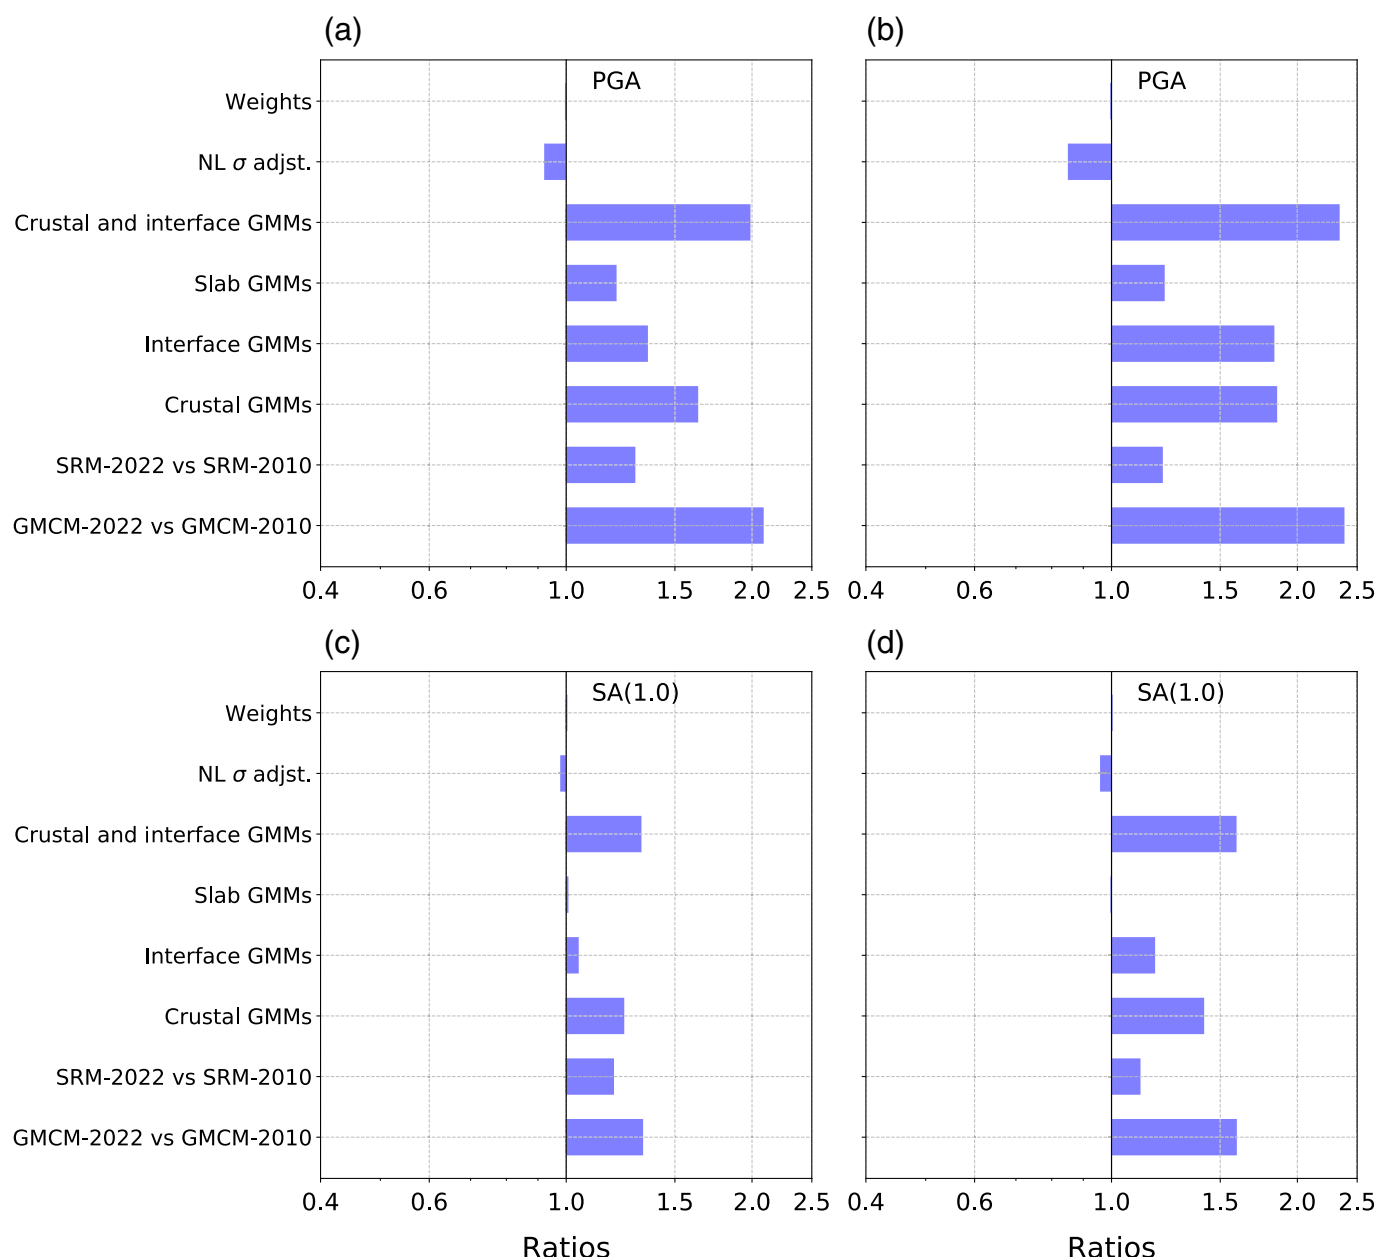 (a)
(b)
PGA
PGA
Weights
NL σ adjst.
Crustal and interface GMMs
Slab GMMs
Interface GMMs
Crustal GMMs
SRM-2022 vs SRM-2010
GMCM-2022 vs GMCM-2010
0.4 0.6 1.0 1.5 2.0 2.5
0.4 0.6 1.0 1.5 2.0 2.5
(c)
(d)
SA(1.0)
SA(1.0)
Weights
NL σ adjst.
Crustal and interface GMMs
Slab GMMs
Interface GMMs
Crustal GMMs
SRM-2022 vs SRM-2010
GMCM-2022 vs GMCM-2010
0.4 0.6 1.0 1.5 2.0 2.5
0.4 0.6 1.0 1.5 2.0 2.5
Ratios
Ratios